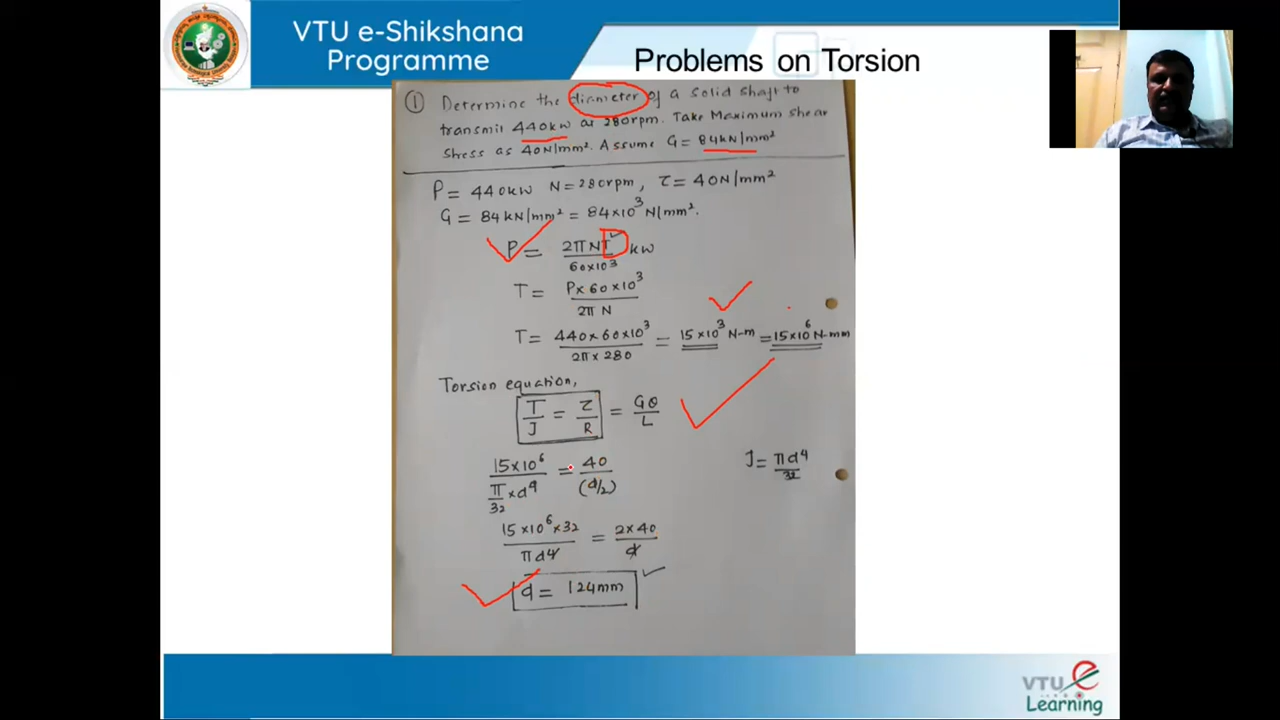 VTU e-Shikshana
Programme
Problems on Torsion
① Determine the diameter of a solid shaft to
transmit 440kW at 280rpm. Take Maximum shear
stress as 40N/mm². Assume G = 84kN/mm²
P = 440kW N = 280rpm, τ = 40N/mm²
G = 84kN/mm² = 84×10³ N/mm².
P = 2πNT / 60×10³ kW
T = P×60×10³ / 2πN
T = 440×60×10³ / 2π×280 = 15×10³ N-m = 15×10⁶ N-mm
Torsion equation,
T/J = τ/R = Gθ/L
15×10⁶ / π/32 × d⁴ = 40 / (d/2)
J = πd⁴/32
15×10⁶×32 / πd⁴ = 2×40 / d
d = 124mm
VTU e
Learning